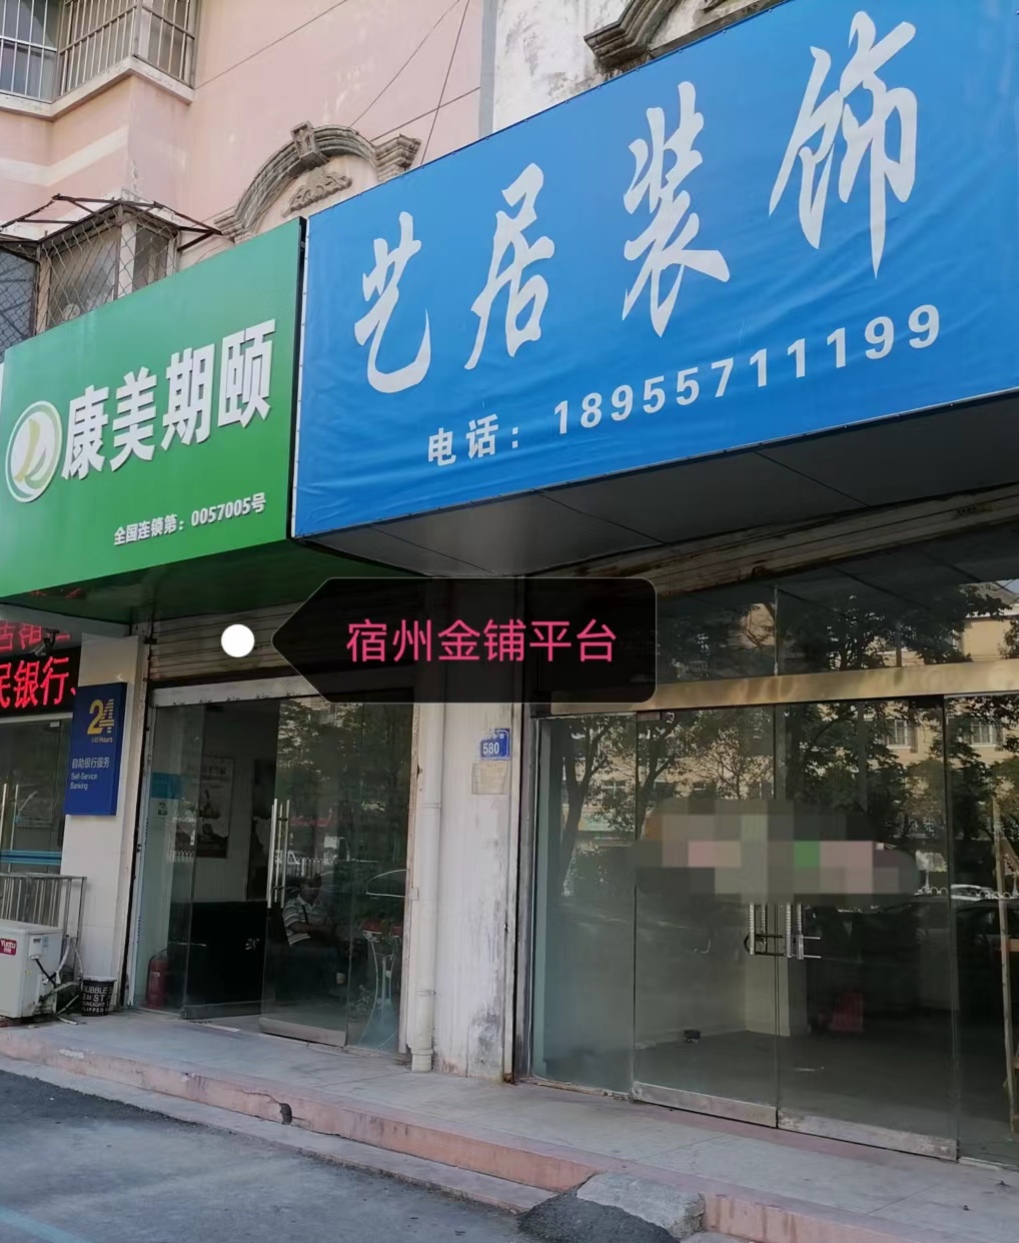 艺居装饰
电话：18955711199
康美期颐
全国连锁第：0057005号
宿州金铺平台
民银行、
24
自助银行服务
Self-Service
Banking
580